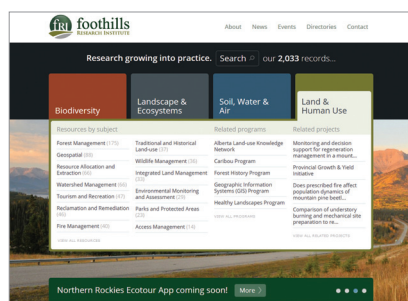 fRI foothills
RESEARCH INSTITUTE
About News Events Directories Contact
Research growing into practice. Search our 2,033 records...
Biodiversity
Landscape &
Ecosystems
Soil, Water &
Air
Land &
Human Use
Resources by subject
Forest Management (175)
Geospatial (88)
Resource Allocation and
Extraction (66)
Watershed Management (66)
Tourism and Recreation (47)
Reclamation and Remediation
(46)
Fire Management (40)
VIEW ALL RESOURCES
Traditional and Historical
Land-use (37)
Wildlife Management (36)
Integrated Land Management
Environmental Monitoring
and Assessment (29)
Parks and Protected Areas
(23)
Access Management (14)
Related programs
Alberta Land-use Knowledge
Network
Caribou Program
Forest History Program
Geographic Information
Systems (GIS) Program
Healthy Landscapes Program
VIEW ALL PROGRAMS
Related projects
Monitoring and decision
support for regeneration
management in a mount...
Provincial Growth & Yield
Initiative
Does prescribed fire affect
population dynamics of
mountain pine beetl...
Comparison of understory
burning and mechanical site
preparation to re...
VIEW ALL RELATED PROJECTS
Northern Rockies Ecotour App coming soon! More